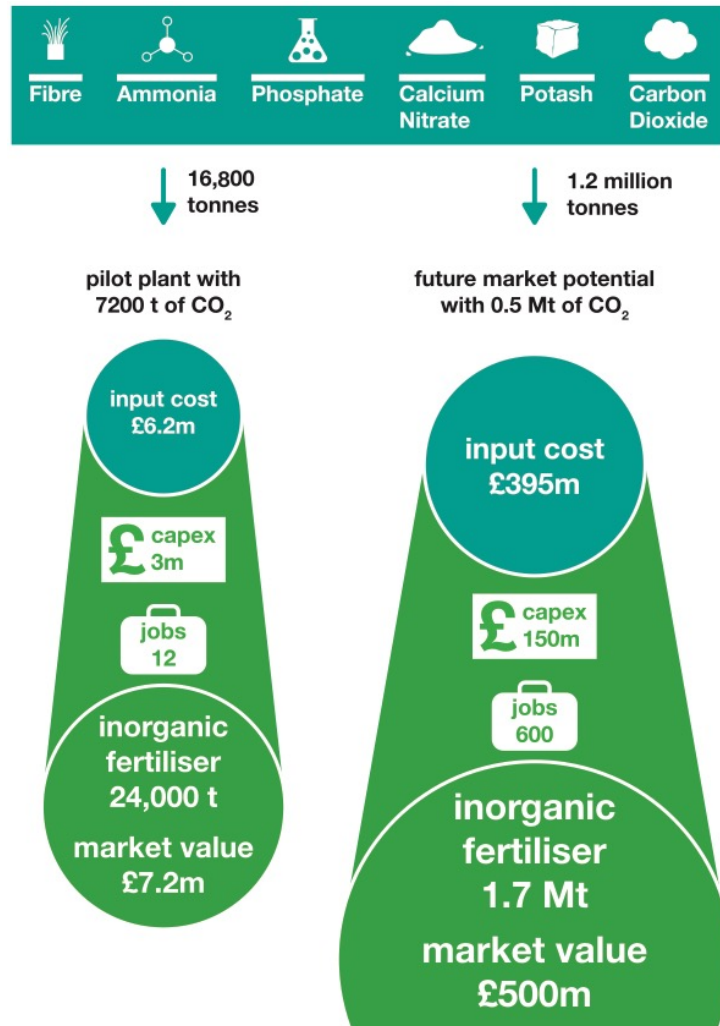 Fibre
Ammonia
Phosphate
Calcium
Nitrate
Potash
Carbon
Dioxide
16,800
tonnes
pilot plant with
7200 t of CO₂
input cost
£6.2m
£ capex
3m
jobs
12
inorganic
fertiliser
24,000 t
market value
£7.2m
1.2 million
tonnes
future market potential
with 0.5 Mt of CO₂
input cost
£395m
£ capex
150m
jobs
600
inorganic
fertiliser
1.7 Mt
market value
£500m